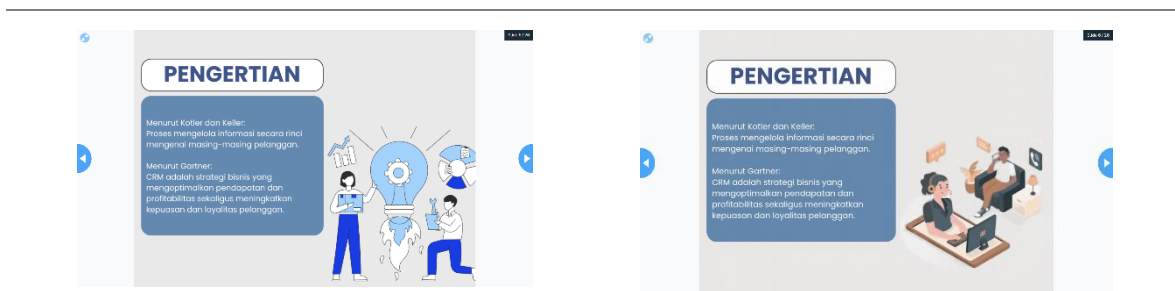 PENGERTIAN
Menurut Kotler dan Keller:
Proses mengelola informasi secara rinci
mengenai masing-masing pelanggan.
Menurut Gartner:
CRM adalah strategi bisnis yang
mengoptimalkan pendapatan dan
profitabilitas sekaligus meningkatkan
kepuasan dan loyalitas pelanggan.
PENGERTIAN
Menurut Kotler dan Keller:
Proses mengelola informasi secara rinci
mengenai masing-masing pelanggan.
Menurut Gartner:
CRM adalah strategi bisnis yang
mengoptimalkan pendapatan dan
profitabilitas sekaligus meningkatkan
kepuasan dan loyalitas pelanggan.